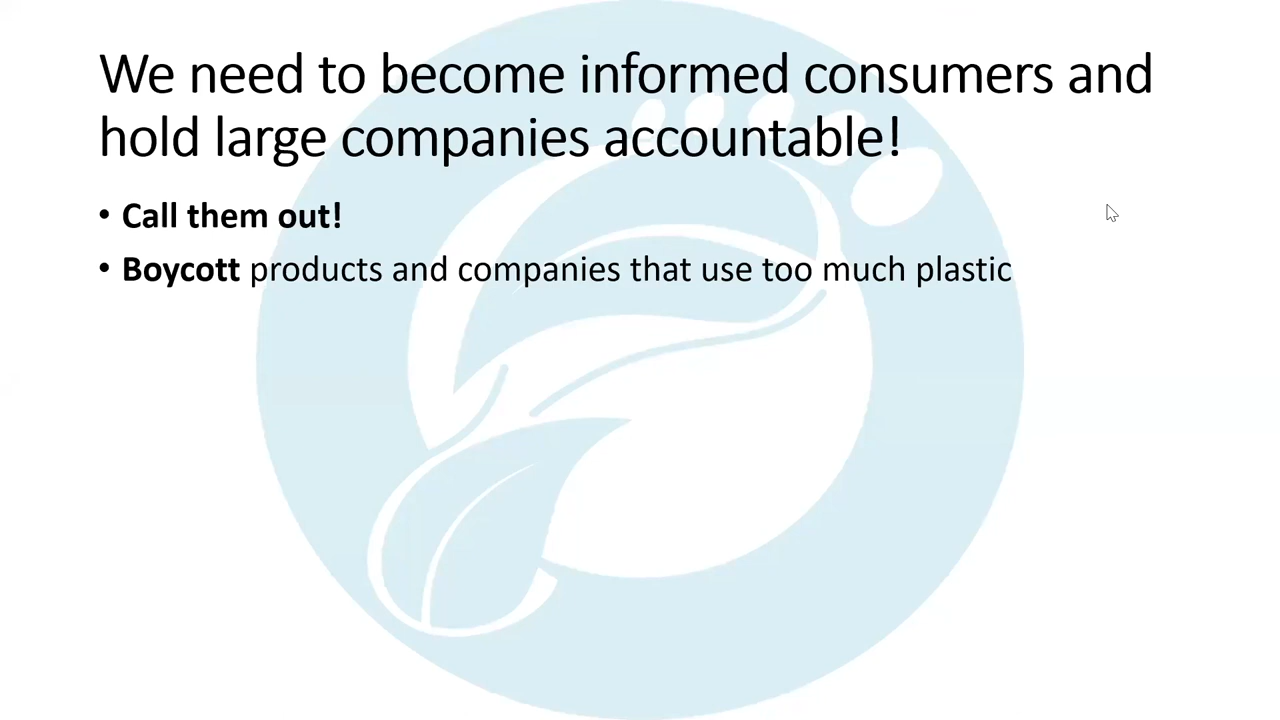 We need to become informed consumers and
hold large companies accountable!
• Call them out!
• Boycott products and companies that use too much plastic